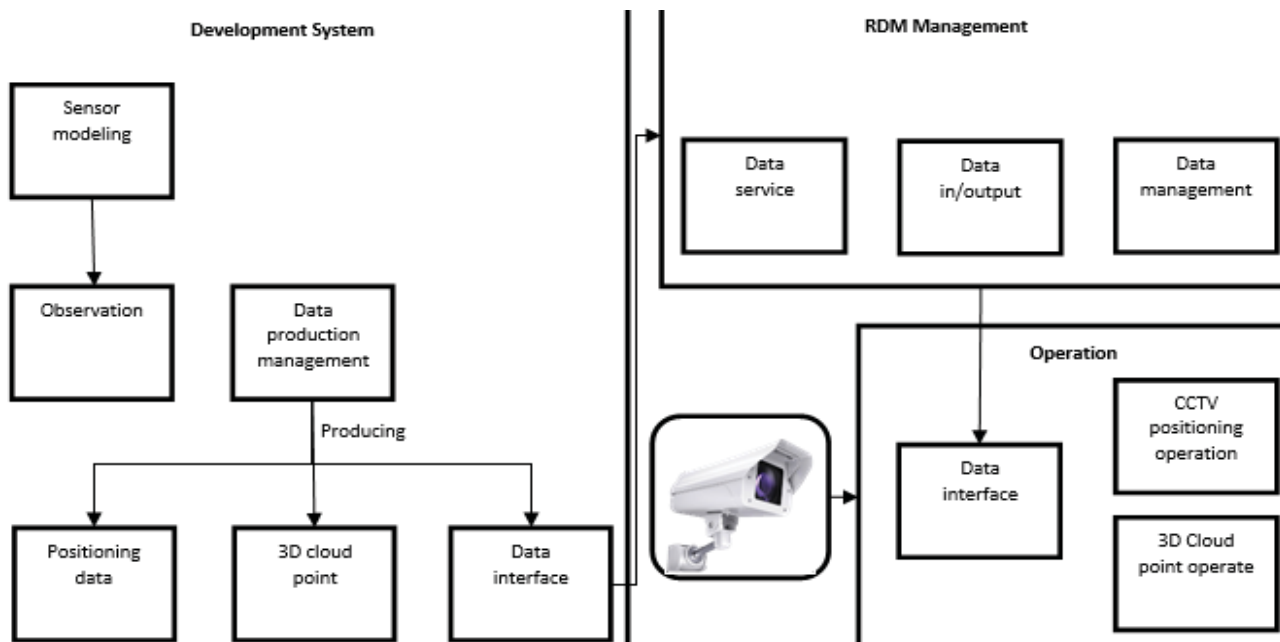 Development System
Sensor
modeling
Observation
Data
production
management
Producing
Positioning
data
3D cloud
point
Data
interface
RDM Management
Data
service
Data
in/output
Data
management
Operation
Data
interface
CCTV
positioning
operation
3D Cloud
point operate